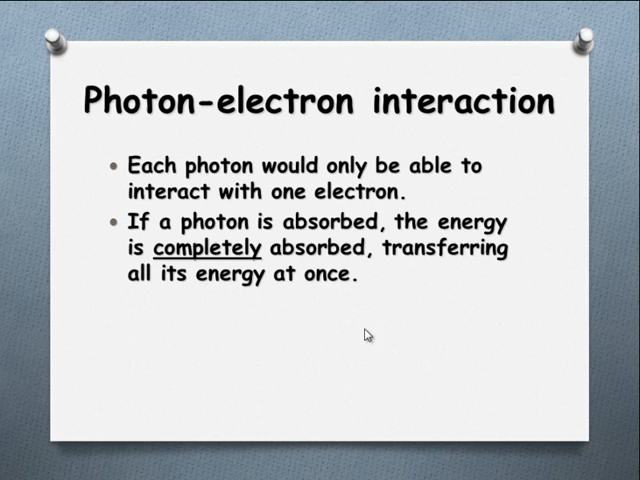 Photon-electron interaction
• Each photon would only be able to
interact with one electron.
• If a photon is absorbed, the energy
is completely absorbed, transferring
all its energy at once.